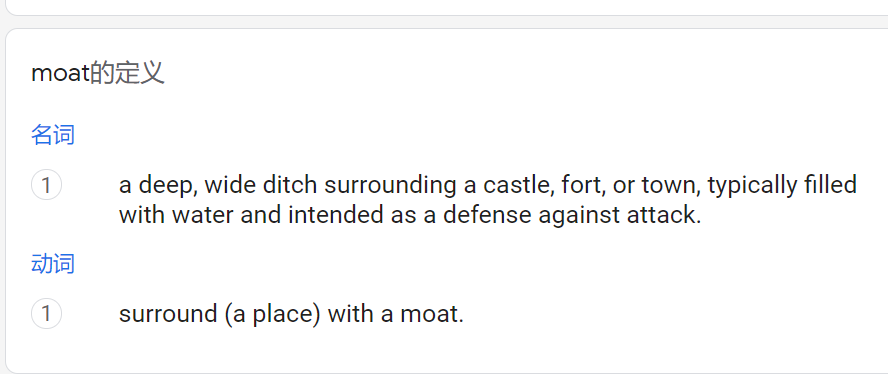 moat的定义
名词
1
a deep, wide ditch surrounding a castle, fort, or town, typically filled
with water and intended as a defense against attack.
动词
1
surround (a place) with a moat.